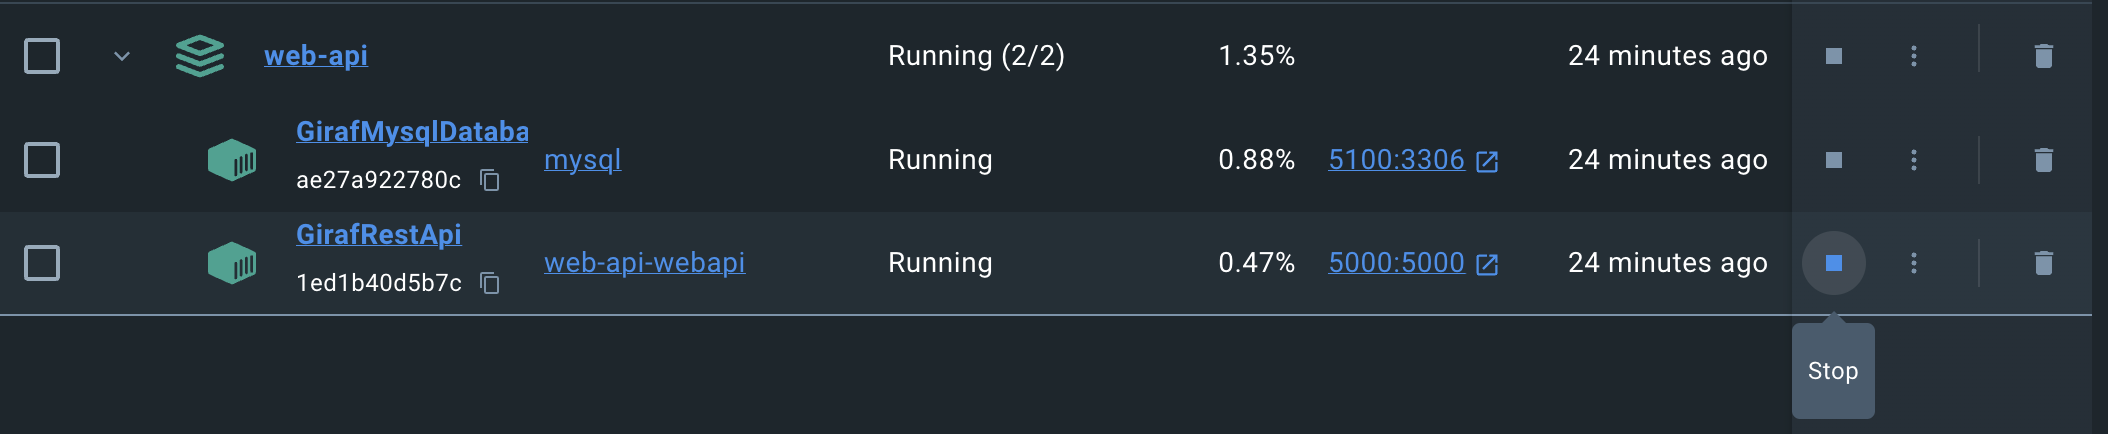 web-api Running (2/2) 1.35% 24 minutes ago
GirafMysqlDataba
ae27a922780c mysql Running 0.88% 5100:3306 24 minutes ago
GirafRestApi
1ed1b40d5b7c web-api-webapi Running 0.47% 5000:5000 24 minutes ago
Stop